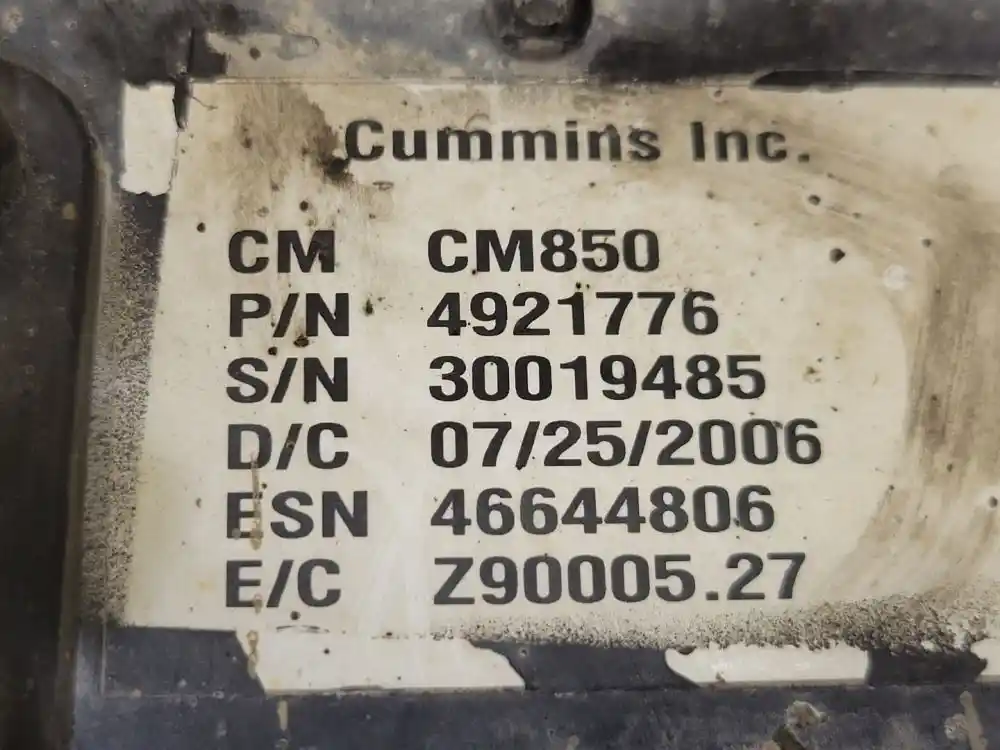 Cummins Inc.
CM CM850
P/N 4921776
S/N 30019485
D/C 07/25/2006
ESN 46644806
E/C Z90005.27